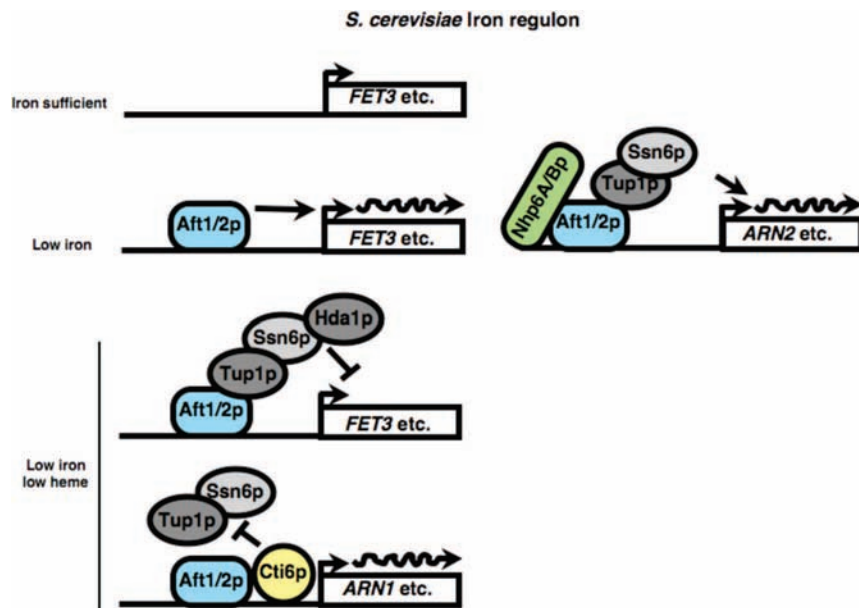 S. cerevisiae Iron regulon
Iron sufficient
FET3 etc.
Low iron
Aft1/2p
FET3 etc.
Nhp6A/Bp
Aft1/2p
Tup1p
Ssn6p
ARN2 etc.
Low iron
low heme
Aft1/2p
Tup1p
Ssn6p
Hda1p
FET3 etc.
Tup1p
Ssn6p
Aft1/2p
Cti6p
ARN1 etc.